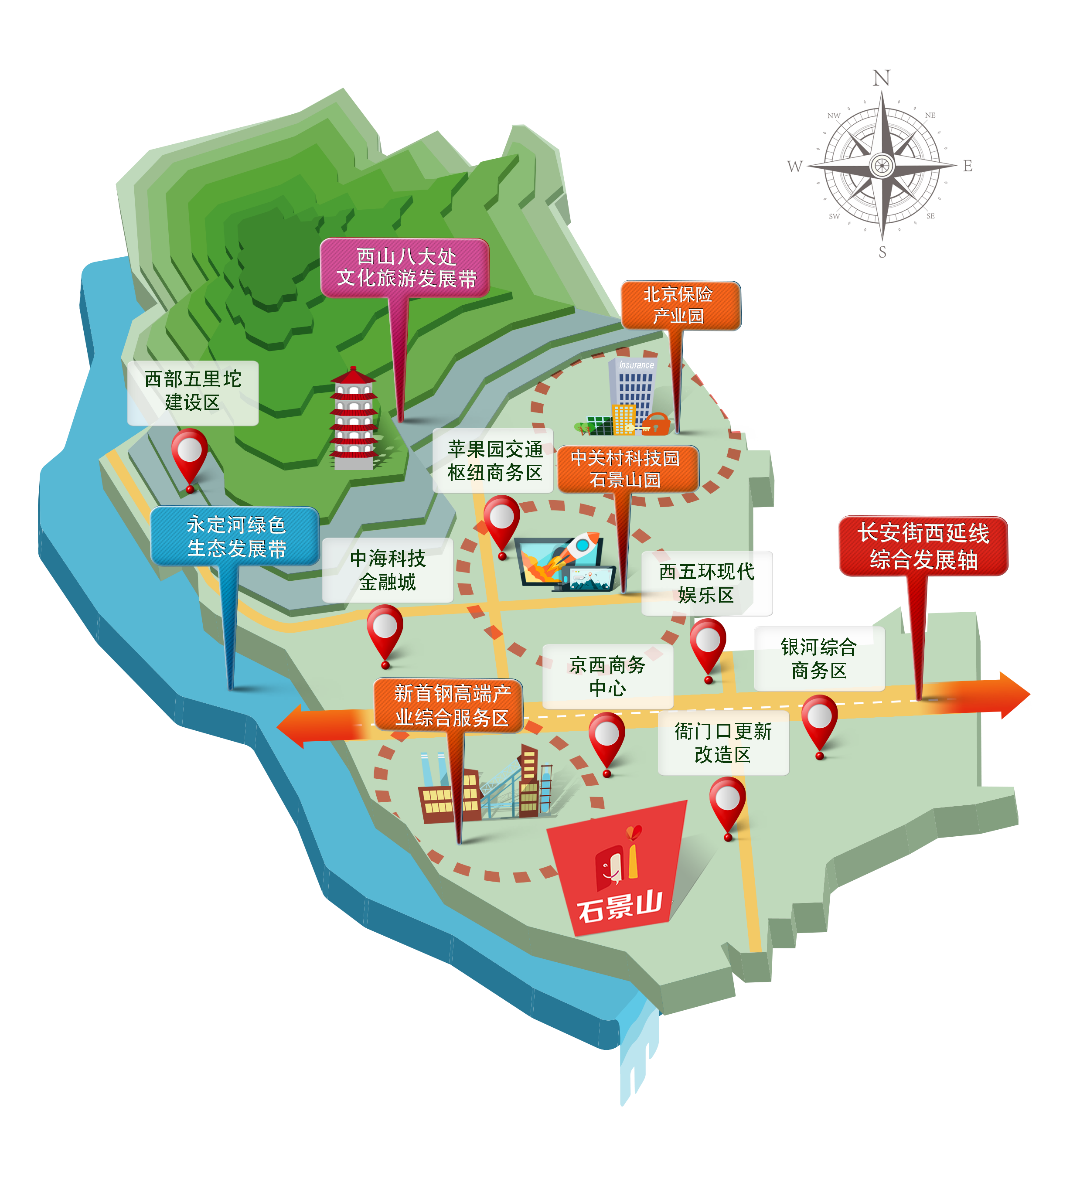 N
NW
NE
W
E
SW
SE
S
西山八大处
文化旅游发展带
北京保险
产业园
insurance
西部五里坨
建设区
苹果园交通
枢纽商务区
中关村科技园
石景山园
永定河绿色
生态发展带
长安街西延线
综合发展轴
中海科技
金融城
西五环现代
娱乐区
银河综合
商务区
京西商务
中心
新首钢高端产
业综合服务区
衙门口更新
改造区
石景山